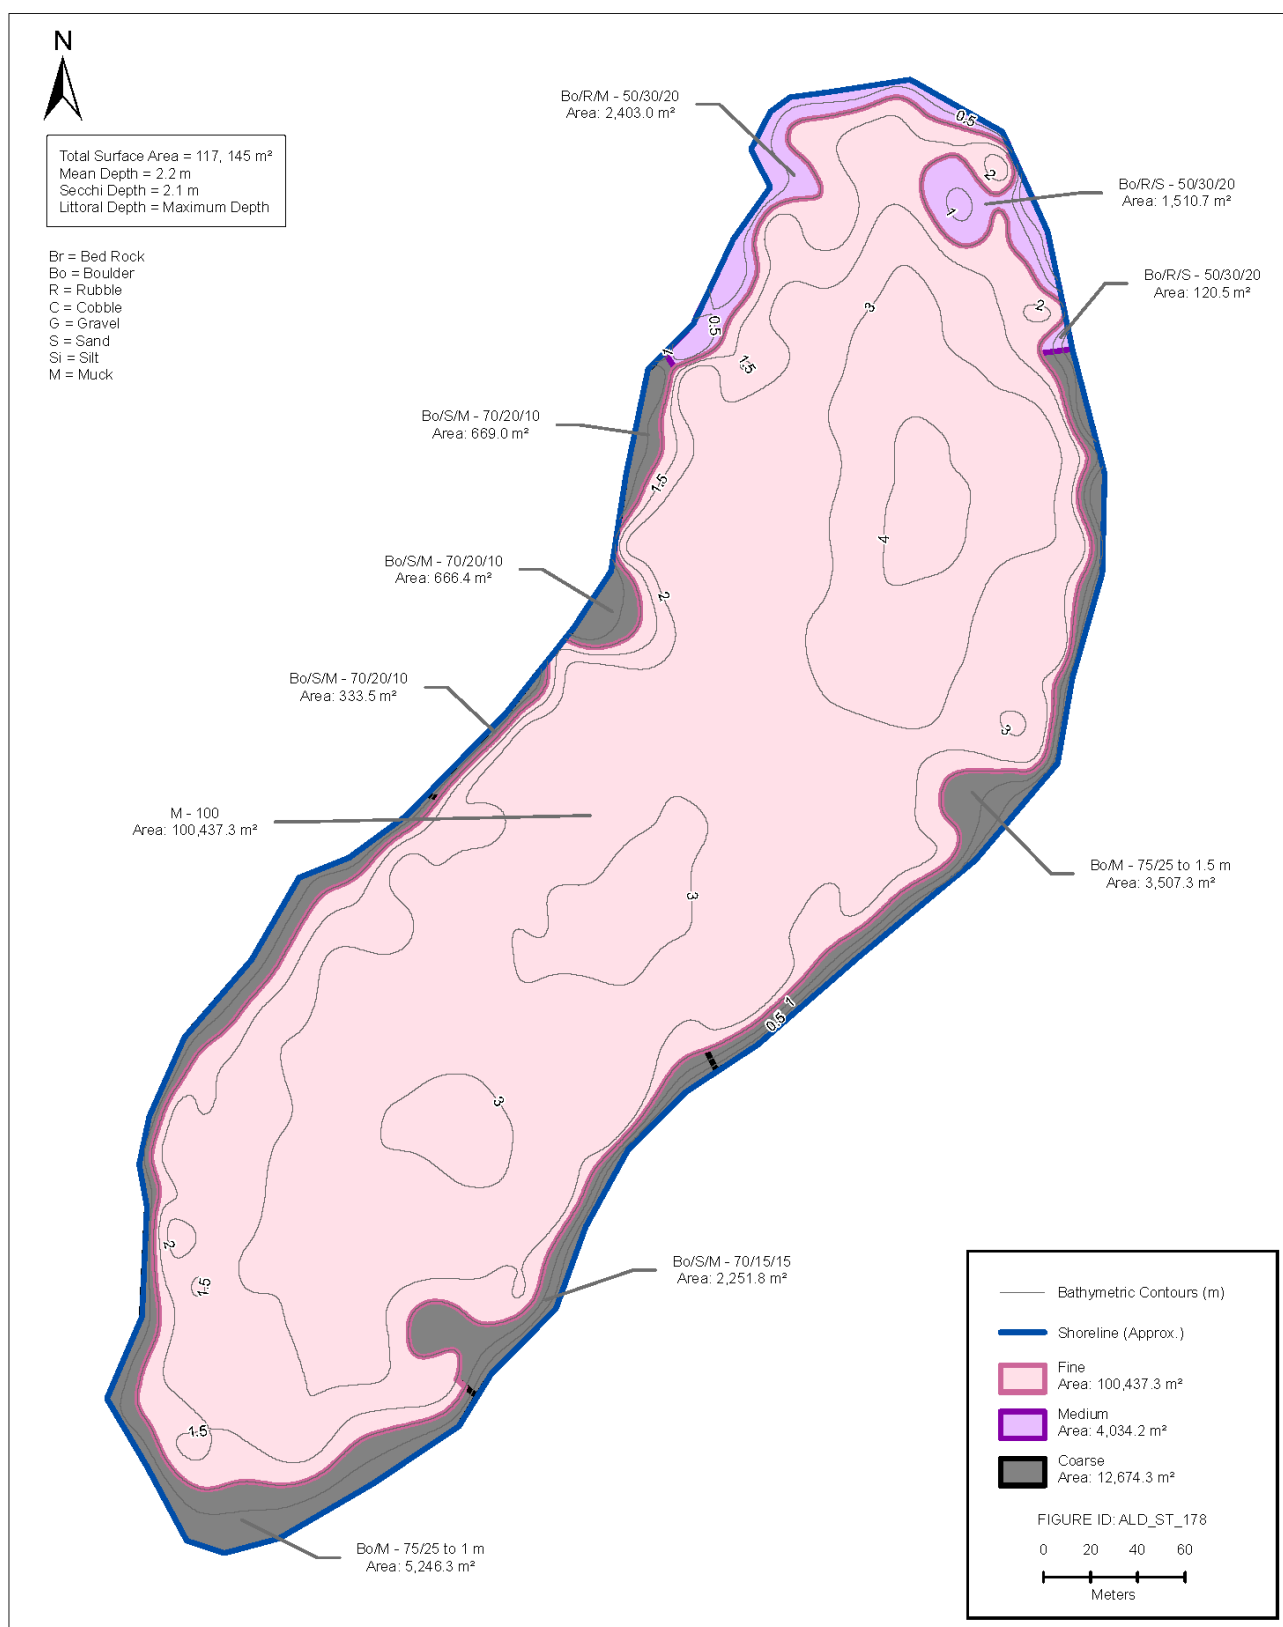 N
Total Surface Area = 117, 145 m²
Mean Depth = 2.2 m
Secchi Depth = 2.1 m
Littoral Depth = Maximum Depth
Br = Bed Rock
Bo = Boulder
R = Rubble
C = Cobble
G = Gravel
S = Sand
Si = Silt
M = Muck
Bo/R/M - 50/30/20
Area: 2,403.0 m²
0.5
2
Bo/R/S - 50/30/20
Area: 1,510.7 m²
1
Bo/R/S - 50/30/20
Area: 120.5 m²
2
3
0.5
1
1.5
Bo/S/M - 70/20/10
Area: 669.0 m²
1.5
4
Bo/S/M - 70/20/10
Area: 666.4 m²
2
Bo/S/M - 70/20/10
Area: 333.5 m²
3
M - 100
Area: 100,437.3 m²
Bo/M - 75/25 to 1.5 m
Area: 3,507.3 m²
3
1
0.5
3
2
1.5
Bo/S/M - 70/15/15
Area: 2,251.8 m²
1.5
Bo/M - 75/25 to 1 m
Area: 5,246.3 m²
Bathymetric Contours (m)
Shoreline (Approx.)
Fine
Area: 100,437.3 m²
Medium
Area: 4,034.2 m²
Coarse
Area: 12,674.3 m²
FIGURE ID: ALD_ST_178
0 20 40 60
Meters